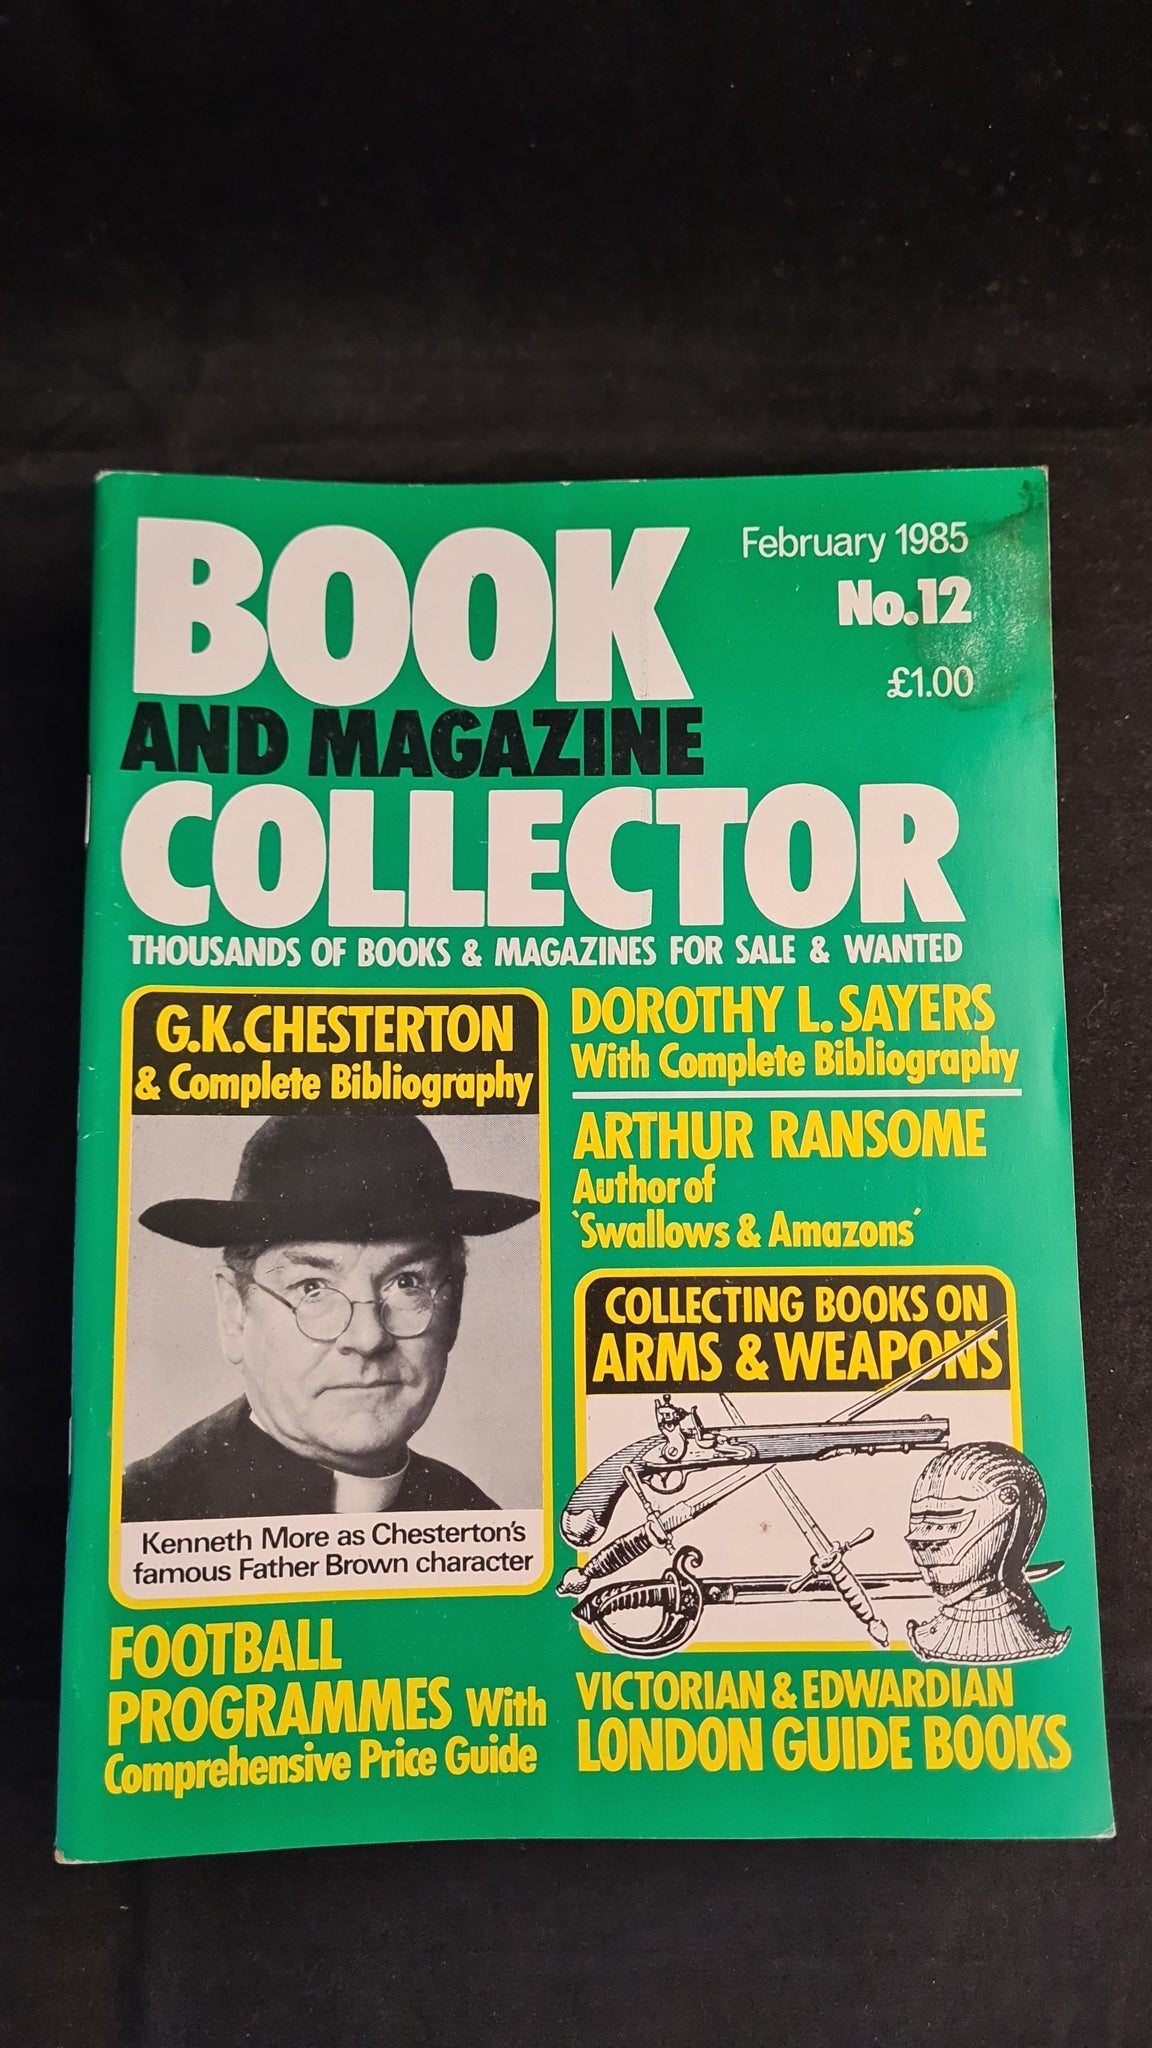 BOOK
AND MAGAZINE
COLLECTOR
February 1985
No.12
£1.00
THOUSANDS OF BOOKS & MAGAZINES FOR SALE & WANTED
G.K.CHESTERTON
& Complete Bibliography
Kenneth More as Chesterton's
famous Father Brown character
DOROTHY L. SAYERS
With Complete Bibliography
ARTHUR RANSOME
Author of
'Swallows & Amazons'
COLLECTING BOOKS ON
ARMS & WEAPONS
FOOTBALL
PROGRAMMES With
Comprehensive Price Guide
VICTORIAN & EDWARDIAN
LONDON GUIDE BOOKS